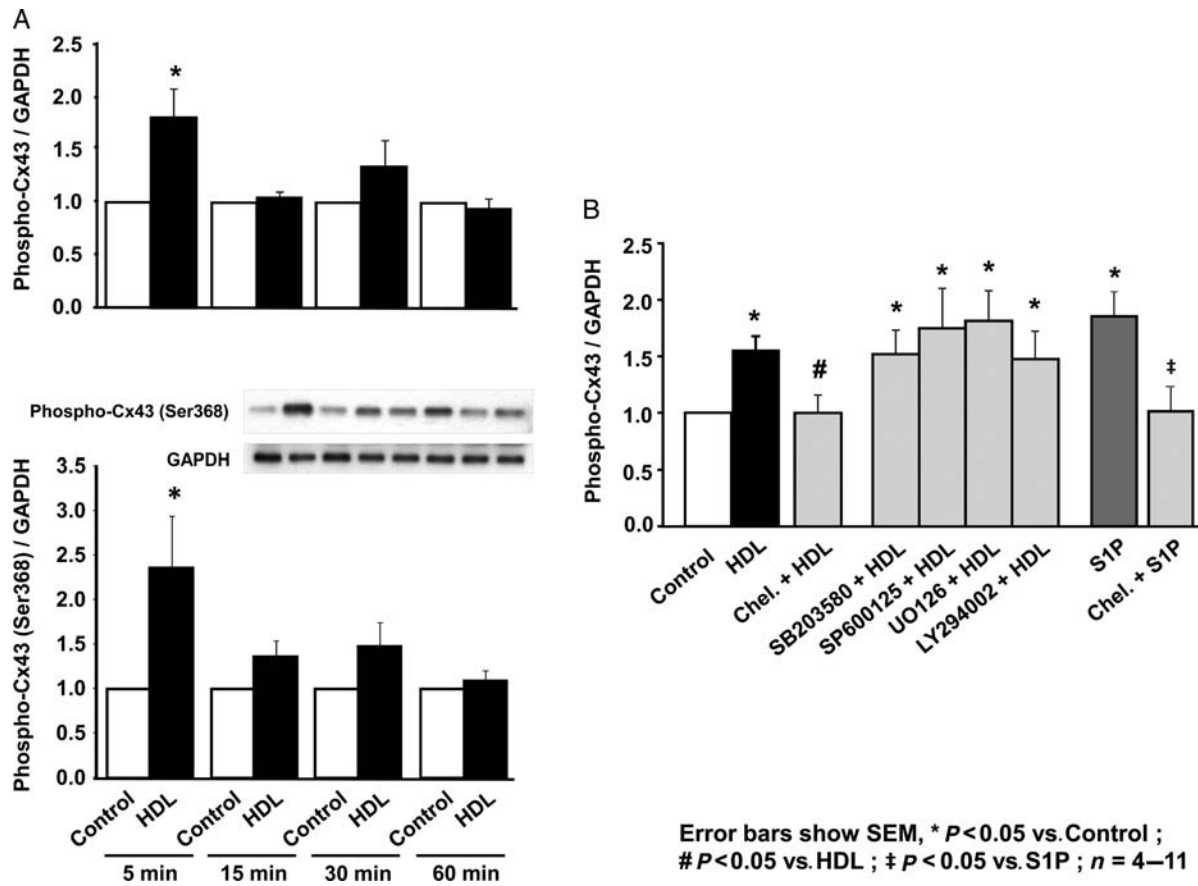 A
Phospho-Cx43 / GAPDH
2.5
2.0
1.5
1.0
0.5
0.0
*
Phospho-Cx43 (Ser368)
GAPDH
Phospho-Cx43 (Ser368) / GAPDH
3.5
3.0
2.5
2.0
1.5
1.0
0.5
0.0
*
Control HDL Control HDL Control HDL Control HDL
5 min 15 min 30 min 60 min
B
Phospho-Cx43 / GAPDH
2.5
2.0
1.5
1.0
0.5
0.0
* # * * * * * ‡
Control
HDL
Chel. + HDL
SB203580 + HDL
SP600125 + HDL
UO126 + HDL
LY294002 + HDL
S1P
Chel. + S1P
Error bars show SEM, * P < 0.05 vs. Control ;
# P < 0.05 vs. HDL ; ‡ P < 0.05 vs. S1P ; n = 4–11